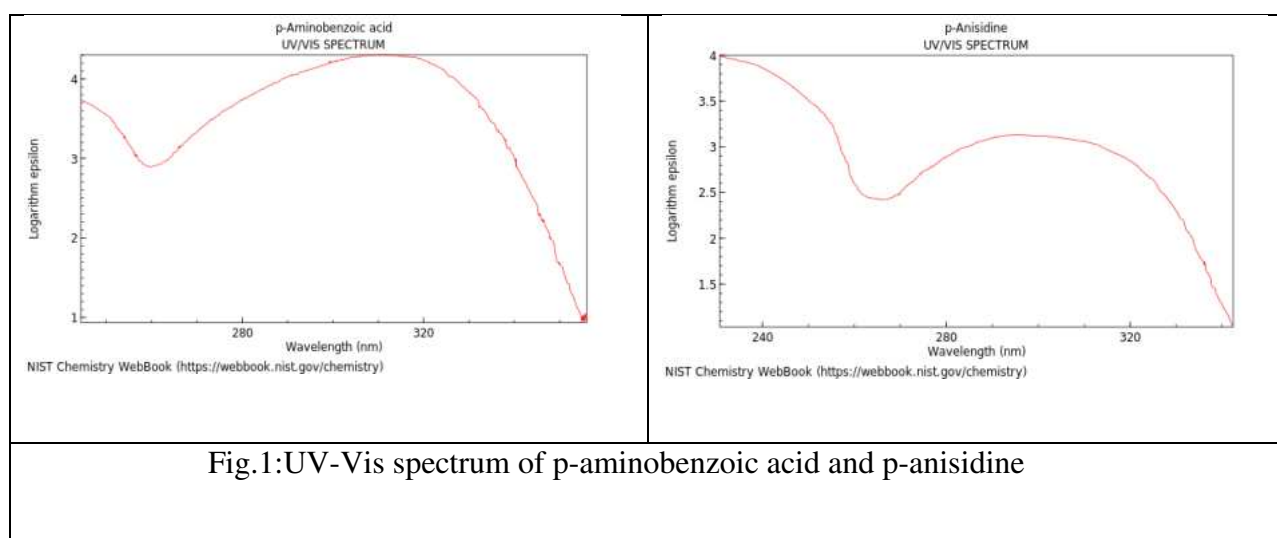 p-Aminobenzoic acid
UV/VIS SPECTRUM
4
3
2
1
Logarithm epsilon
280
320
Wavelength (nm)
NIST Chemistry WebBook (https://webbook.nist.gov/chemistry)
p-Anisidine
UV/VIS SPECTRUM
4
3.5
3
2.5
2
1.5
Logarithm epsilon
240
280
320
Wavelength (nm)
NIST Chemistry WebBook (https://webbook.nist.gov/chemistry)
Fig.1:UV-Vis spectrum of p-aminobenzoic acid and p-anisidine